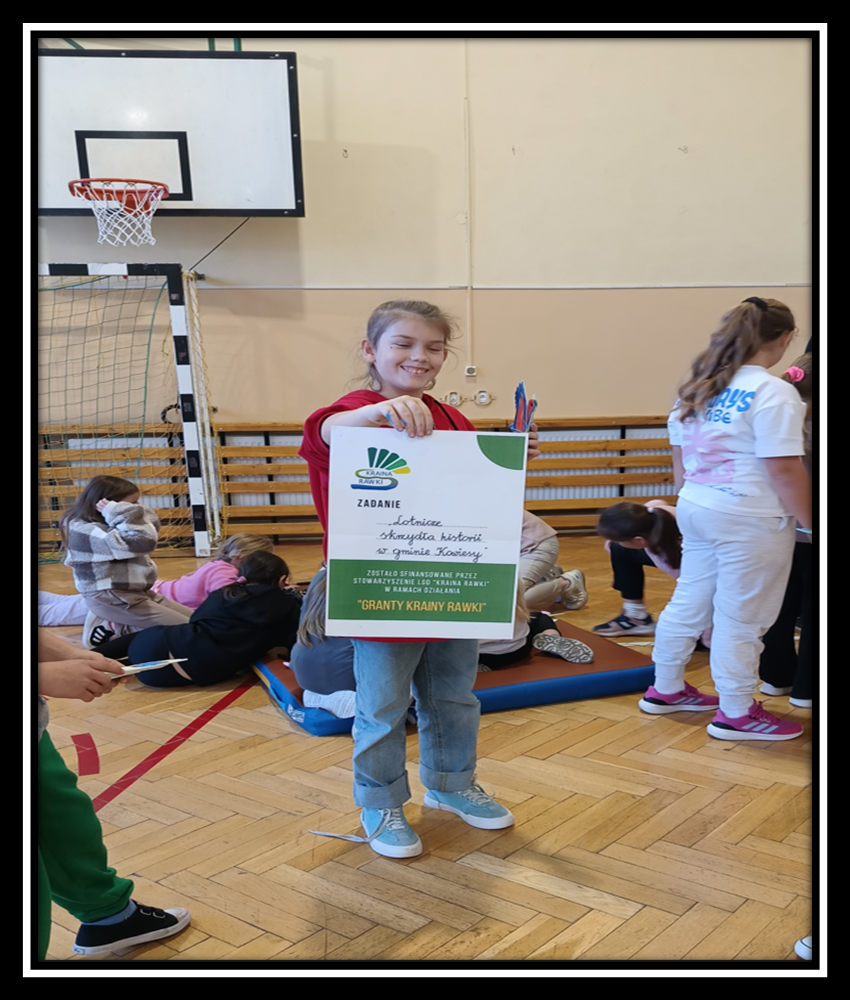 KRAINA
RAWKI
ZADANIE
„Lotnicze
skrzydła historii
w gminie Kowiesy"
ZOSTAŁO SFINANSOWANE PRZEZ
STOWARZYSZENIE LGD "KRAINA RAWKI"
W RAMACH DZIAŁANIA
"GRANTY KRAINY RAWKI"